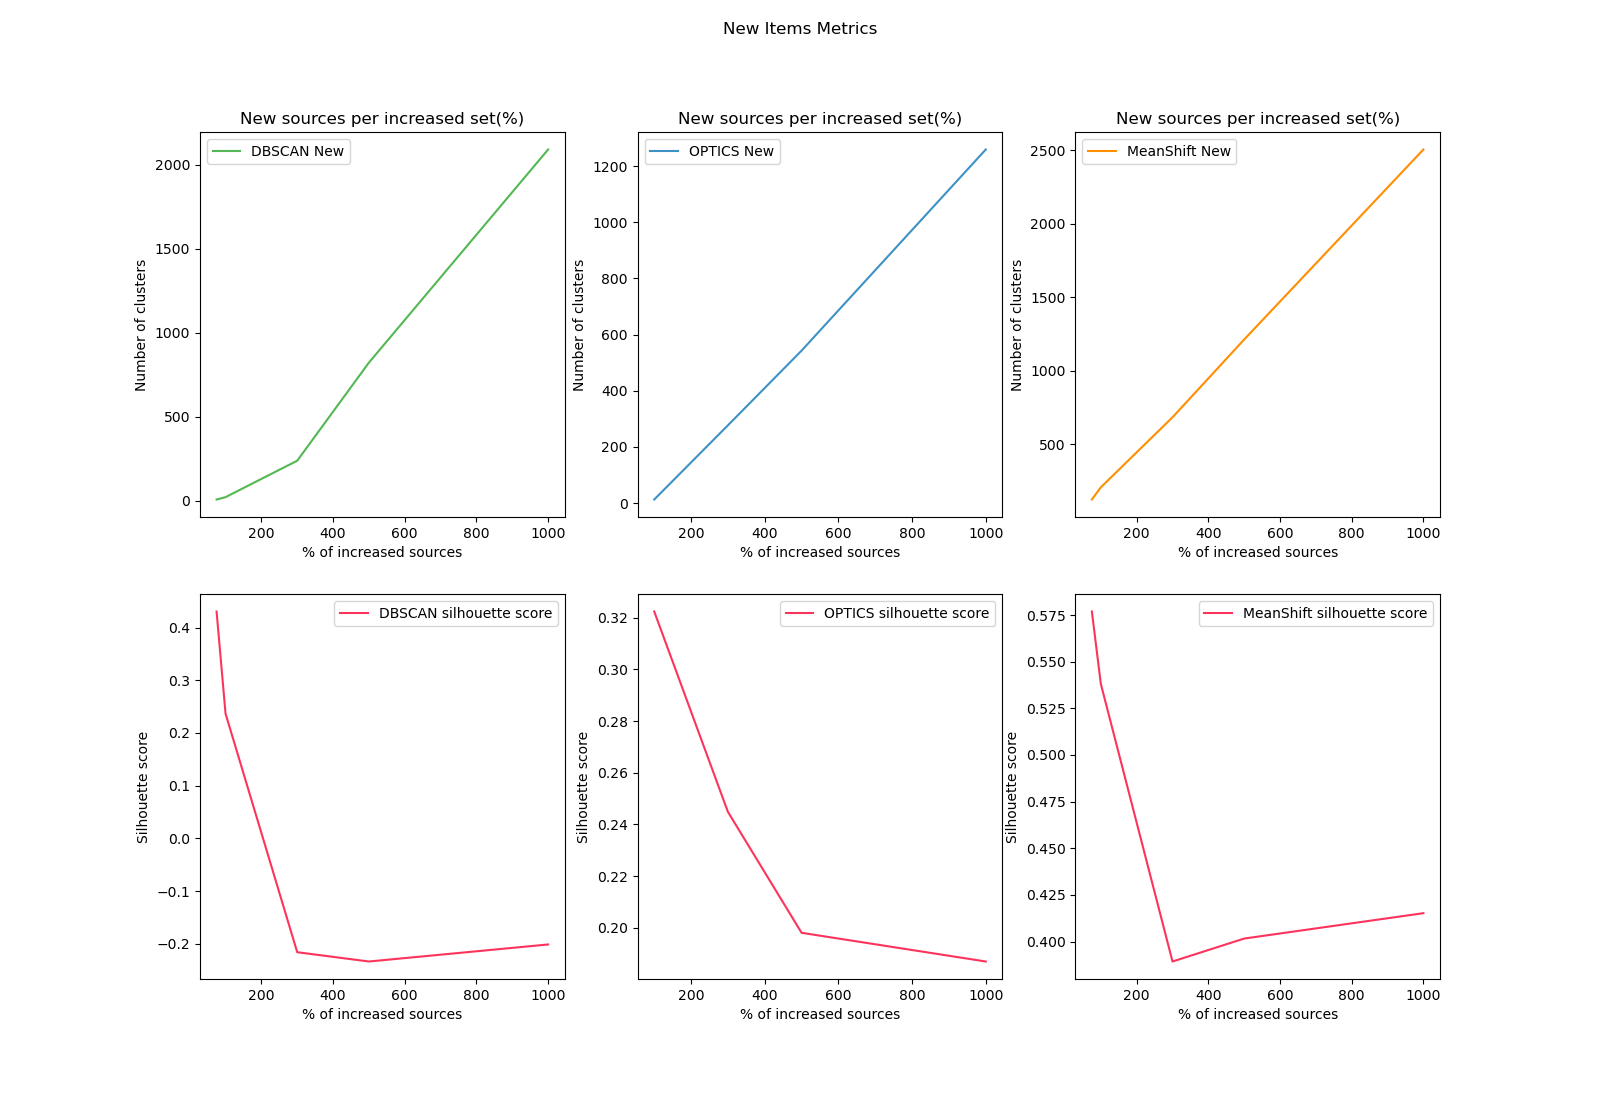 New Items Metrics
New sources per increased set(%)
DBSCAN New
Number of clusters
2000
1500
1000
500
0
200 400 600 800 1000
% of increased sources
New sources per increased set(%)
OPTICS New
Number of clusters
1200
1000
800
600
400
200
0
200 400 600 800 1000
% of increased sources
New sources per increased set(%)
MeanShift New
Number of clusters
2500
2000
1500
1000
500
200 400 600 800 1000
% of increased sources
DBSCAN silhouette score
Silhouette score
0.4
0.3
0.2
0.1
0.0
−0.1
−0.2
200 400 600 800 1000
% of increased sources
OPTICS silhouette score
Silhouette score
0.32
0.30
0.28
0.26
0.24
0.22
0.20
200 400 600 800 1000
% of increased sources
MeanShift silhouette score
Silhouette score
0.575
0.550
0.525
0.500
0.475
0.450
0.425
0.400
200 400 600 800 1000
% of increased sources